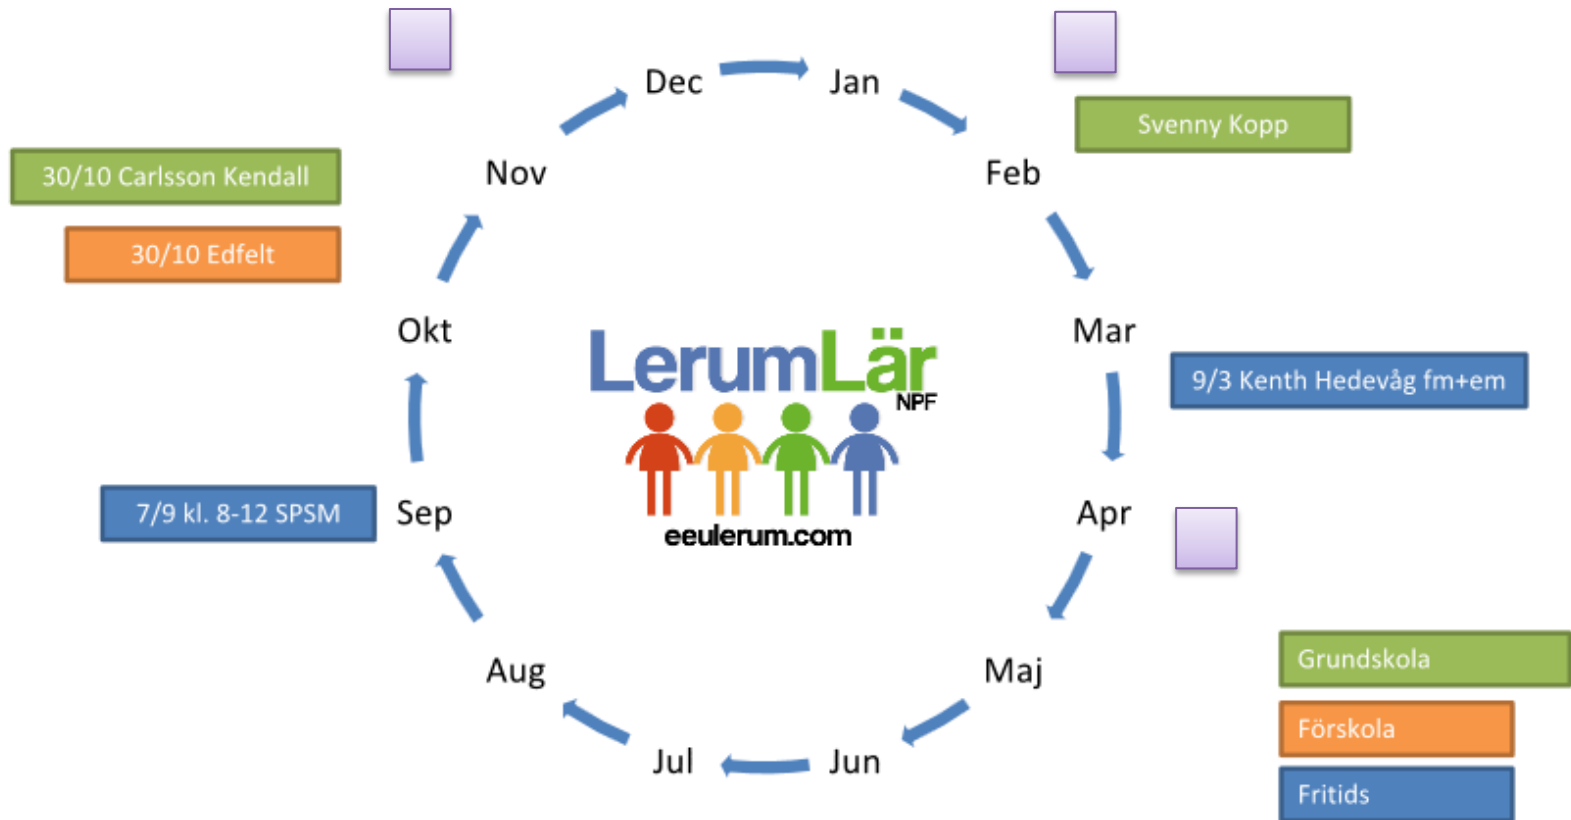 Dec
Jan
Svenny Kopp
30/10 Carlsson Kendall
Nov
Feb
30/10 Edfelt
Okt
Mar
LerumLär
NPF
9/3 Kenth Hedevåg fm+em
7/9 kl. 8-12 SPSM
Sep
Apr
eeulerum.com
Aug
Maj
Grundskola
Förskola
Jul
Jun
Fritids